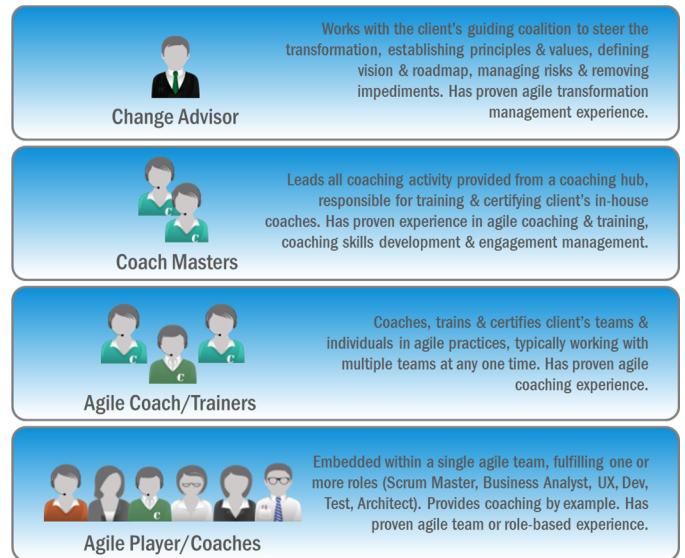 Works with the client's guiding coalition to steer the
transformation, establishing principles & values, defining
vision & roadmap, managing risks & removing
impediments. Has proven agile transformation
management experience.
Change Advisor
Leads all coaching activity provided from a coaching hub,
responsible for training & certifying client's in-house
coaches. Has proven experience in agile coaching & training,
coaching skills development & engagement management.
C
C
Coach Masters
Coaches, trains & certifies client's teams &
individuals in agile practices, typically working with
multiple teams at any one time. Has proven agile
coaching experience.
C
C
C
Agile Coach/Trainers
Embedded within a single agile team, fulfilling one or
more roles (Scrum Master, Business Analyst, UX, Dev,
Test, Architect). Provides coaching by example. Has
proven agile team or role-based experience.
C
Agile Player/Coaches